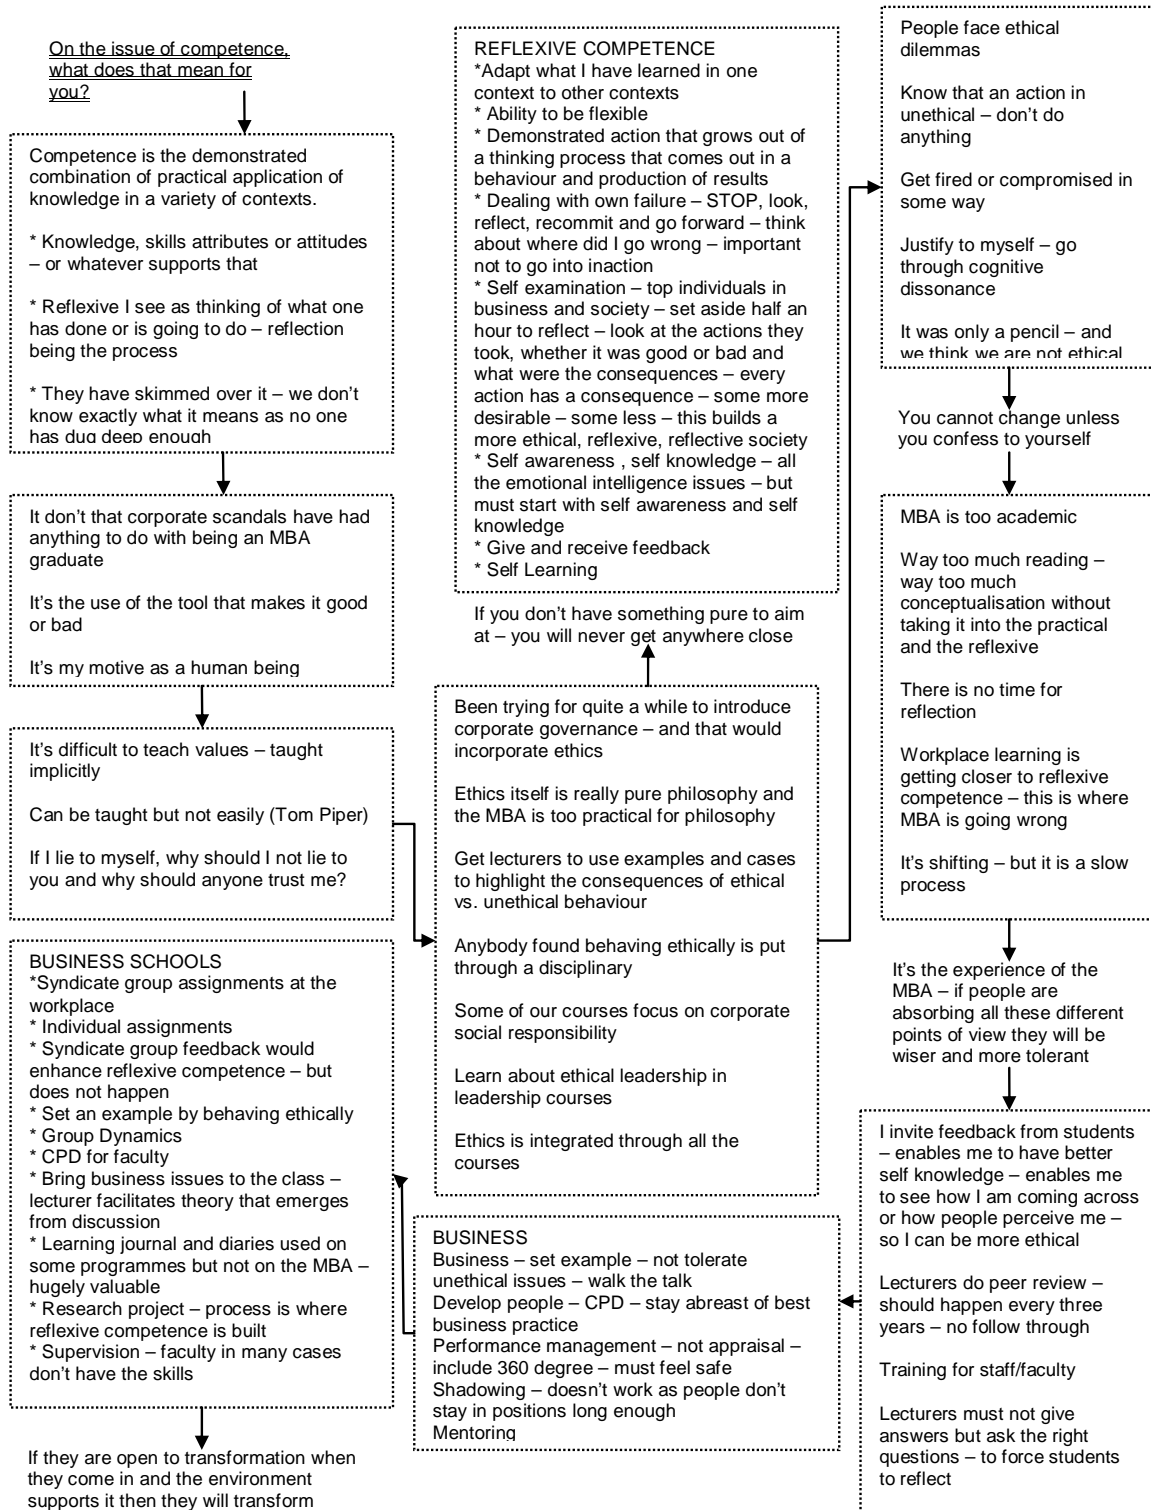 On the issue of competence,
what does that mean for
you?
Competence is the demonstrated
combination of practical application of
knowledge in a variety of contexts.
* Knowledge, skills attributes or attitudes
– or whatever supports that
* Reflexive I see as thinking of what one
has done or is going to do – reflection
being the process
* They have skimmed over it – we don't
know exactly what it means as no one
has dug deep enough
It don't that corporate scandals have had
anything to do with being an MBA
graduate
It's the use of the tool that makes it good
or bad
It's my motive as a human being
It's difficult to teach values – taught
implicitly
Can be taught but not easily (Tom Piper)
If I lie to myself, why should I not lie to
you and why should anyone trust me?
Been trying for quite a while to introduce
corporate governance – and that would
incorporate ethics
Ethics itself is really pure philosophy and
the MBA is too practical for philosophy
Get lecturers to use examples and cases
to highlight the consequences of ethical
vs. unethical behaviour
Anybody found behaving ethically is put
through a disciplinary
Some of our courses focus on corporate
social responsibility
Learn about ethical leadership in
leadership courses
Ethics is integrated through all the
courses
If you don't have something pure to aim
at – you will never get anywhere close
REFLEXIVE COMPETENCE
*Adapt what I have learned in one
context to other contexts
* Ability to be flexible
* Demonstrated action that grows out of
a thinking process that comes out in a
behaviour and production of results
* Dealing with own failure – STOP, look,
reflect, recommit and go forward – think
about where did I go wrong – important
not to go into inaction
* Self examination – top individuals in
business and society – set aside half an
hour to reflect – look at the actions they
took, whether it was good or bad and
what were the consequences – every
action has a consequence – some more
desirable – some less – this builds a
more ethical, reflexive, reflective society
* Self awareness , self knowledge – all
the emotional intelligence issues – but
must start with self awareness and self
knowledge
* Give and receive feedback
* Self Learning
People face ethical
dilemmas
Know that an action in
unethical – don't do
anything
Get fired or compromised in
some way
Justify to myself – go
through cognitive
dissonance
It was only a pencil – and
we think we are not ethical
You cannot change unless
you confess to yourself
MBA is too academic
Way too much reading –
way too much
conceptualisation without
taking it into the practical
and the reflexive
There is no time for
reflection
Workplace learning is
getting closer to reflexive
competence – this is where
MBA is going wrong
It's shifting – but it is a slow
process
It's the experience of the
MBA – if people are
absorbing all these different
points of view they will be
wiser and more tolerant
I invite feedback from students
– enables me to have better
self knowledge – enables me
to see how I am coming across
or how people perceive me –
so I can be more ethical
Lecturers do peer review –
should happen every three
years – no follow through
Training for staff/faculty
Lecturers must not give
answers but ask the right
questions – to force students
to reflect
BUSINESS
Business – set example – not tolerate
unethical issues – walk the talk
Develop people – CPD – stay abreast of best
business practice
Performance management – not appraisal –
include 360 degree – must feel safe
Shadowing – doesn't work as people don't
stay in positions long enough
Mentoring
BUSINESS SCHOOLS
*Syndicate group assignments at the
workplace
* Individual assignments
* Syndicate group feedback would
enhance reflexive competence – but
does not happen
* Set an example by behaving ethically
* Group Dynamics
* CPD for faculty
* Bring business issues to the class –
lecturer facilitates theory that emerges
from discussion
* Learning journal and diaries used on
some programmes but not on the MBA –
hugely valuable
* Research project – process is where
reflexive competence is built
* Supervision – faculty in many cases
don't have the skills
If they are open to transformation when
they come in and the environment
supports it then they will transform